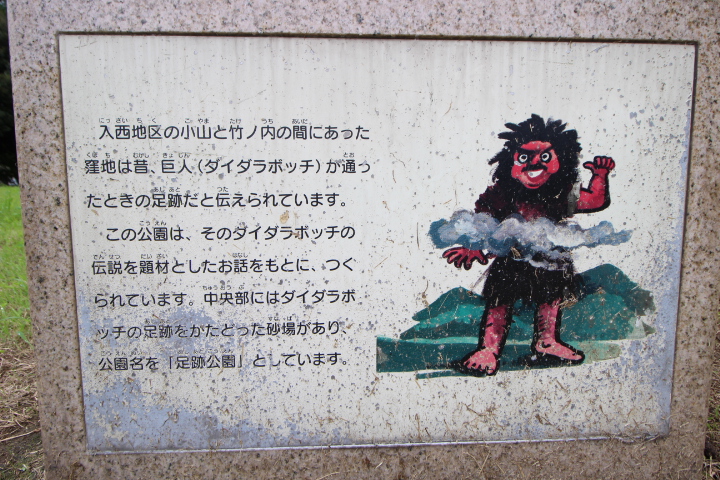 入西地区の小山と竹ノ内の間にあった
窪地は昔、巨人（ダイダラボッチ）が通っ
たときの足跡だと伝えられています。
この公園は、そのダイダラボッチの
伝説を題材としたお話をもとに、つく
られています。中央部にはダイダラボ
ッチの足跡をかたどった砂場があり、
公園名を「足跡公園」としています。